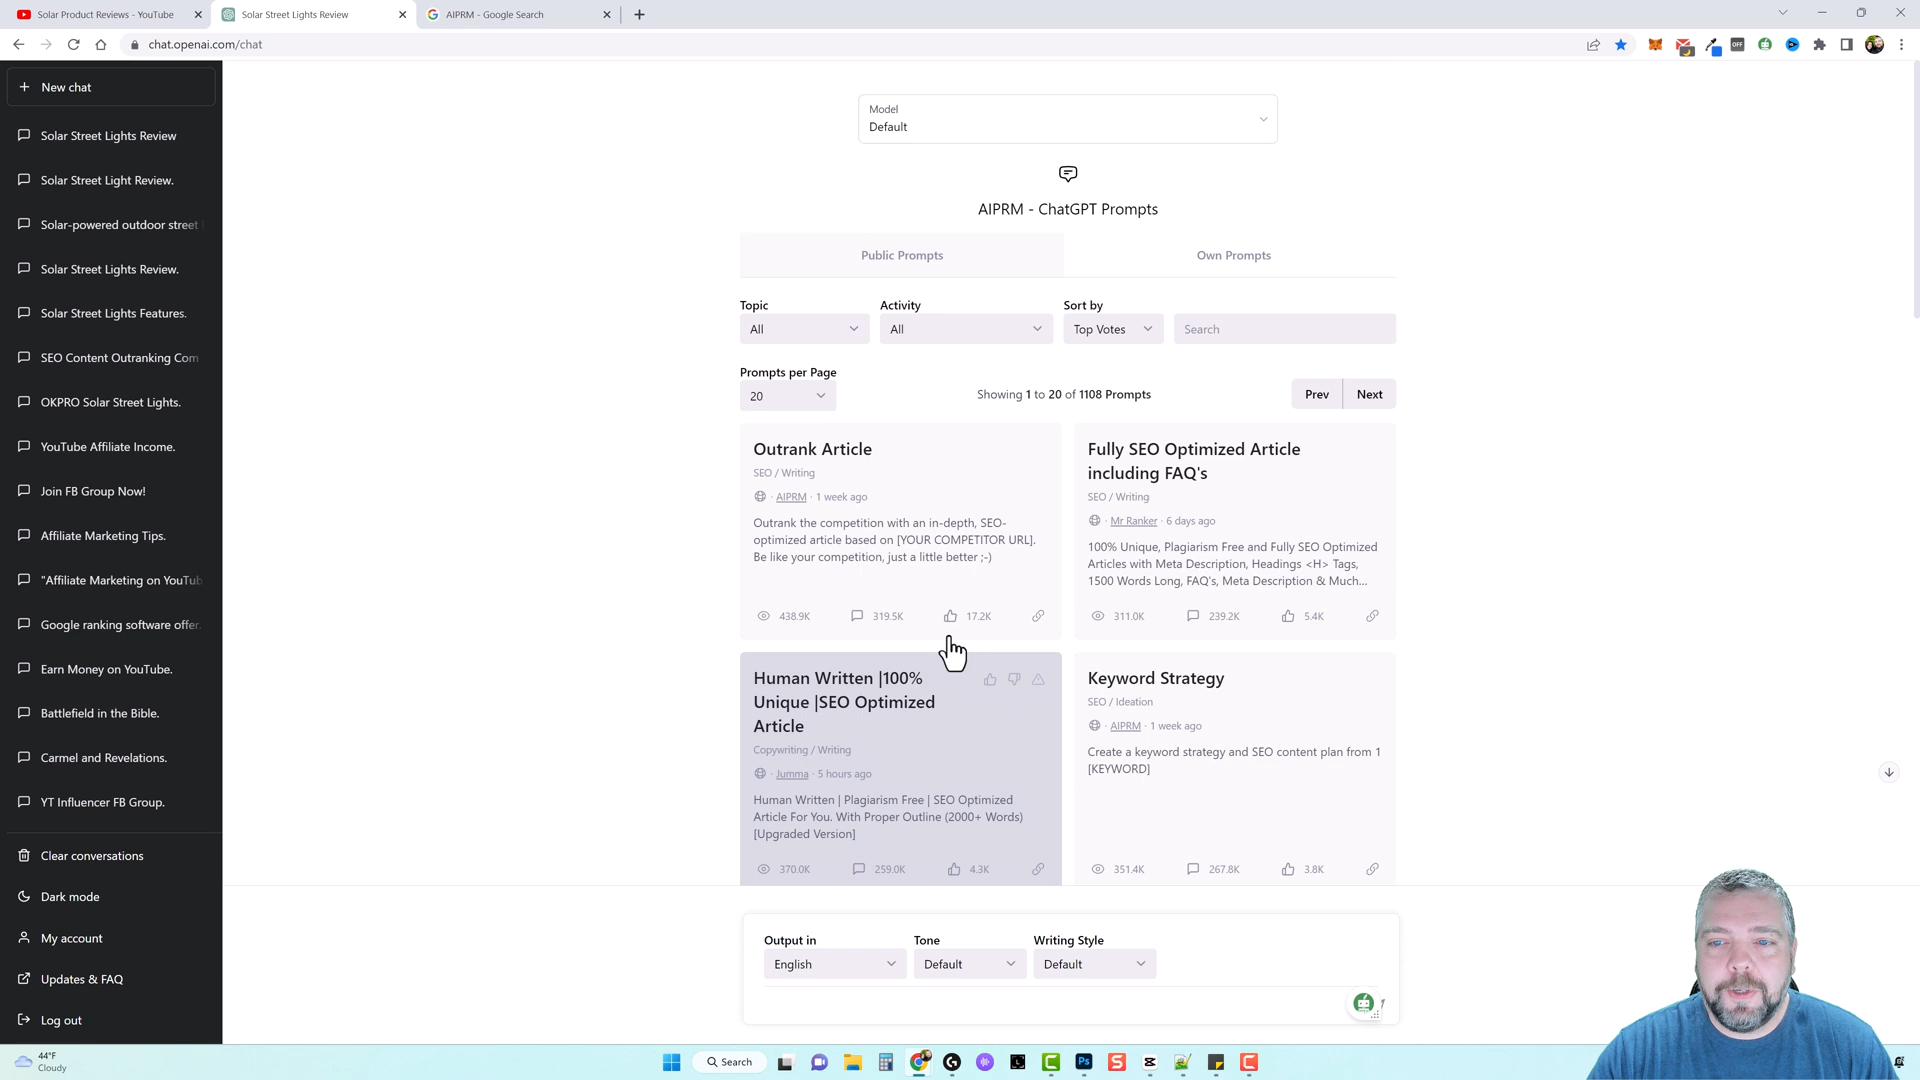 Solar Product Reviews - YouTube
Solar Street Lights Review
AIPRM - Google Search
chat.openai.com/chat
OFF
New chat
Solar Street Lights Review
Solar Street Light Review.
Solar-powered outdoor street
Solar Street Lights Review.
Solar Street Lights Features.
SEO Content Outranking Com
OKPRO Solar Street Lights.
YouTube Affiliate Income.
Join FB Group Now!
Affiliate Marketing Tips.
"Affiliate Marketing on YouTub
Google ranking software offer.
Earn Money on YouTube.
Battlefield in the Bible.
Carmel and Revelations.
YT Influencer FB Group.
Clear conversations
Dark mode
My account
Updates & FAQ
Log out
Model
Default
AIPRM - ChatGPT Prompts
Public Prompts
Own Prompts
Topic
All
Activity
All
Sort by
Top Votes
Search
Prompts per Page
20
Showing 1 to 20 of 1108 Prompts
Prev
Next
Outrank Article
SEO / Writing
· AIPRM · 1 week ago
Outrank the competition with an in-depth, SEO-
optimized article based on [YOUR COMPETITOR URL].
Be like your competition, just a little better ;-)
438.9K
319.5K
17.2K
Fully SEO Optimized Article
including FAQ's
SEO / Writing
· Mr Ranker · 6 days ago
100% Unique, Plagiarism Free and Fully SEO Optimized
Articles with Meta Description, Headings <H> Tags,
1500 Words Long, FAQ's, Meta Description & Much...
311.0K
239.2K
5.4K
Human Written |100%
Unique |SEO Optimized
Article
Copywriting / Writing
· Jumma · 5 hours ago
Human Written | Plagiarism Free | SEO Optimized
Article For You. With Proper Outline (2000+ Words)
[Upgraded Version]
370.0K
259.0K
4.3K
Keyword Strategy
SEO / Ideation
· AIPRM · 1 week ago
Create a keyword strategy and SEO content plan from 1
[KEYWORD]
351.4K
267.8K
3.8K
Output in
English
Tone
Default
Writing Style
Default
44°F
Cloudy
Search
Ps